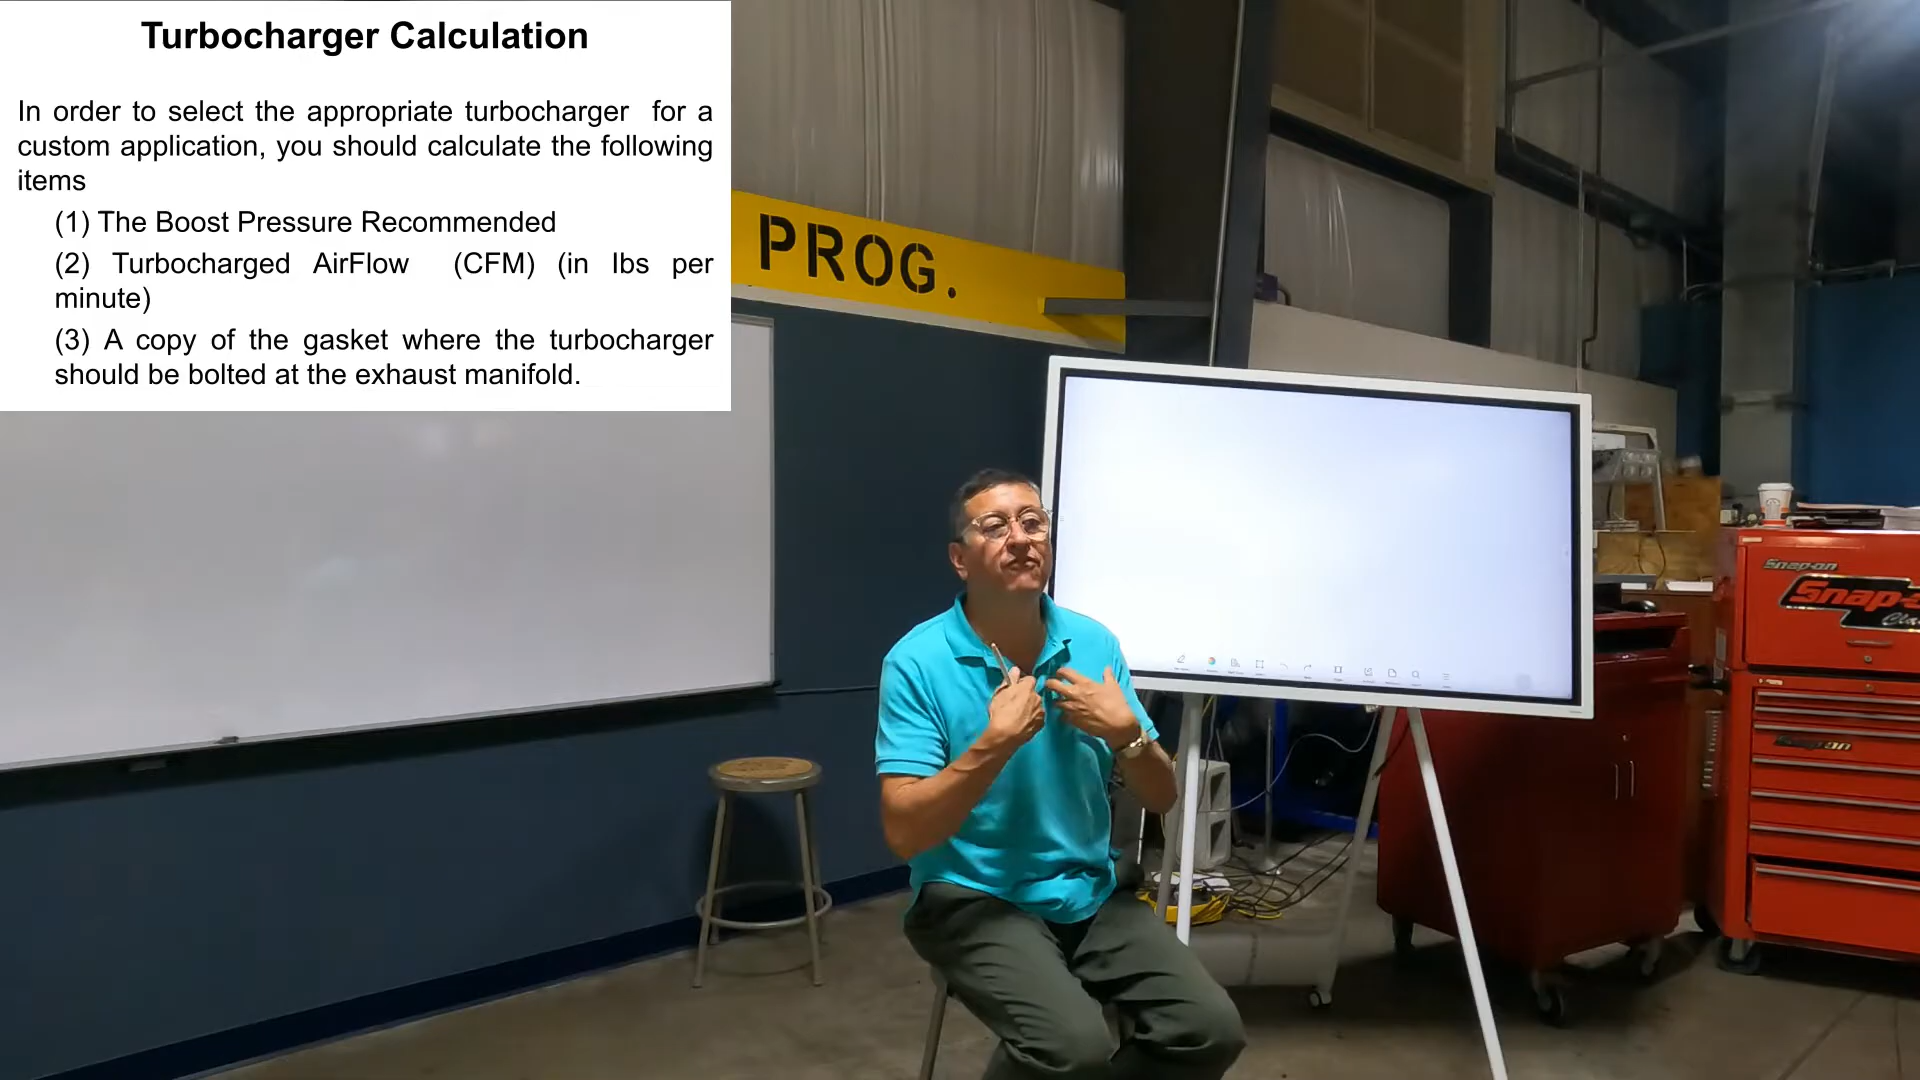 Turbocharger Calculation
In order to select the appropriate turbocharger for a
custom application, you should calculate the following
items
(1) The Boost Pressure Recommended
(2) Turbocharged AirFlow (CFM) (in lbs per
minute)
(3) A copy of the gasket where the turbocharger
should be bolted at the exhaust manifold.
PROG.
Snap-on
Snap-on